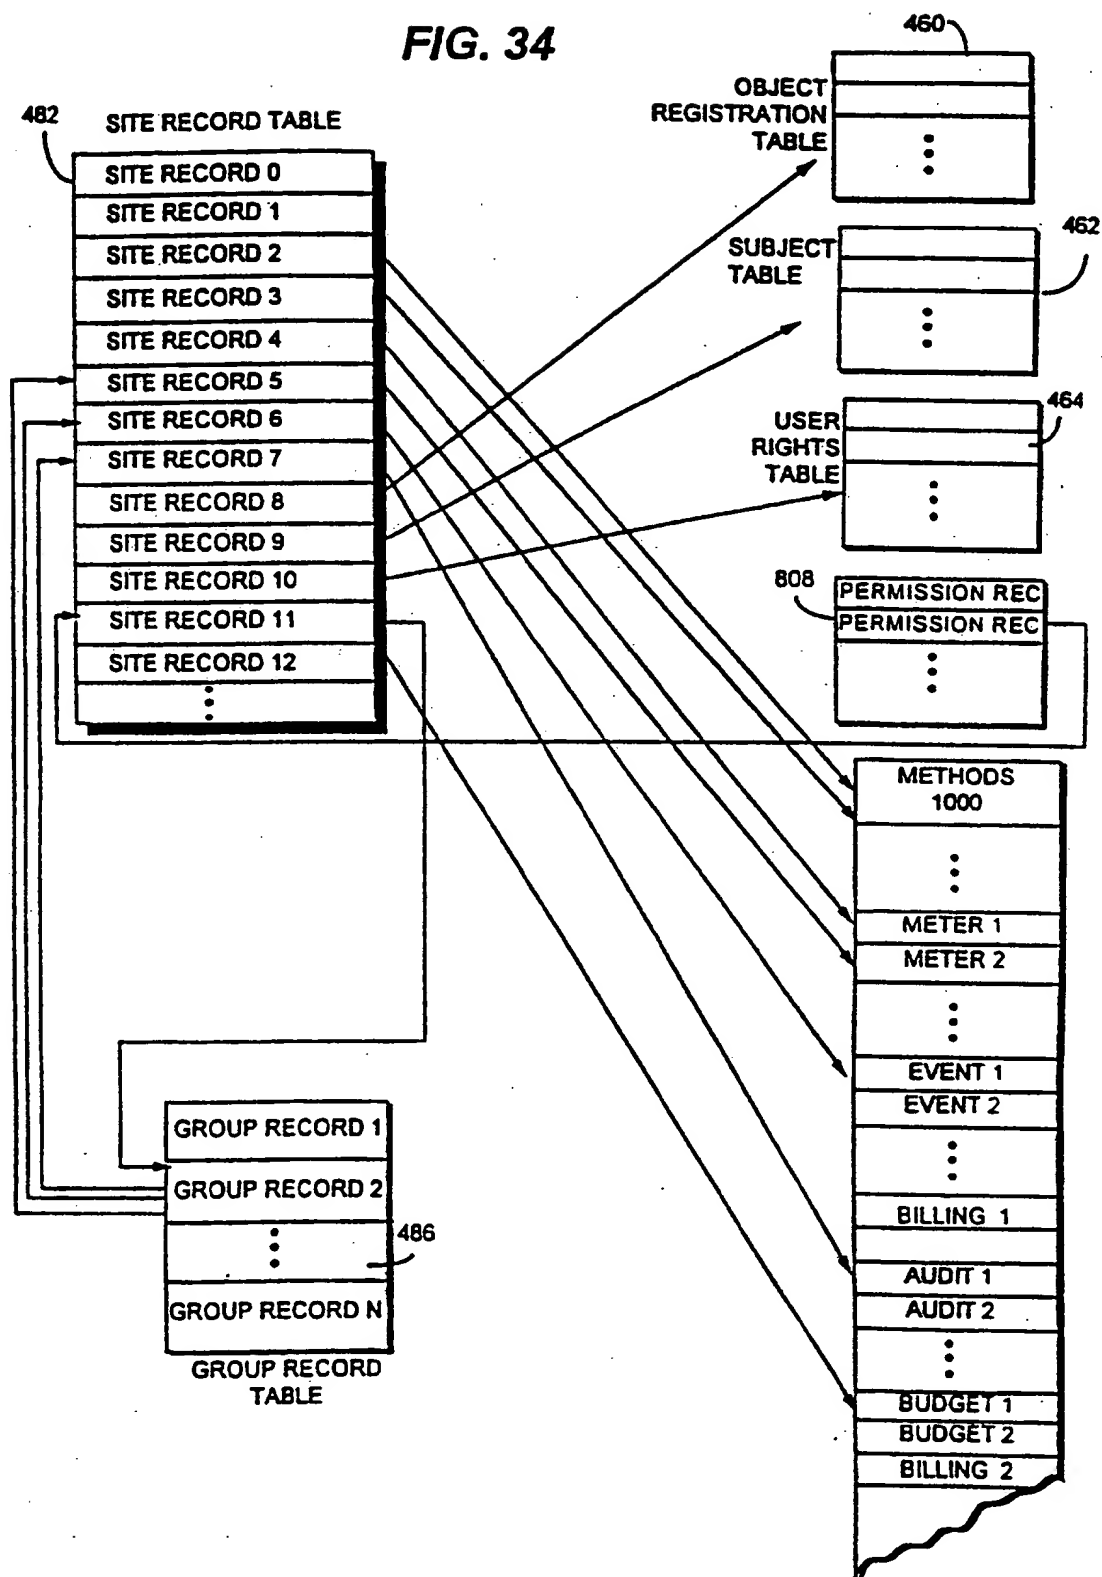 FIG. 34
482
SITE RECORD TABLE
SITE RECORD 0
SITE RECORD 1
SITE RECORD 2
SITE RECORD 3
SITE RECORD 4
SITE RECORD 5
SITE RECORD 6
SITE RECORD 7
SITE RECORD 8
SITE RECORD 9
SITE RECORD 10
SITE RECORD 11
SITE RECORD 12
460
OBJECT
REGISTRATION
TABLE
462
SUBJECT
TABLE
464
USER
RIGHTS
TABLE
808
PERMISSION REC
PERMISSION REC
METHODS
1000
METER 1
METER 2
EVENT 1
EVENT 2
BILLING 1
AUDIT 1
AUDIT 2
BUDGET 1
BUDGET 2
BILLING 2
GROUP RECORD 1
GROUP RECORD 2
486
GROUP RECORD N
GROUP RECORD
TABLE